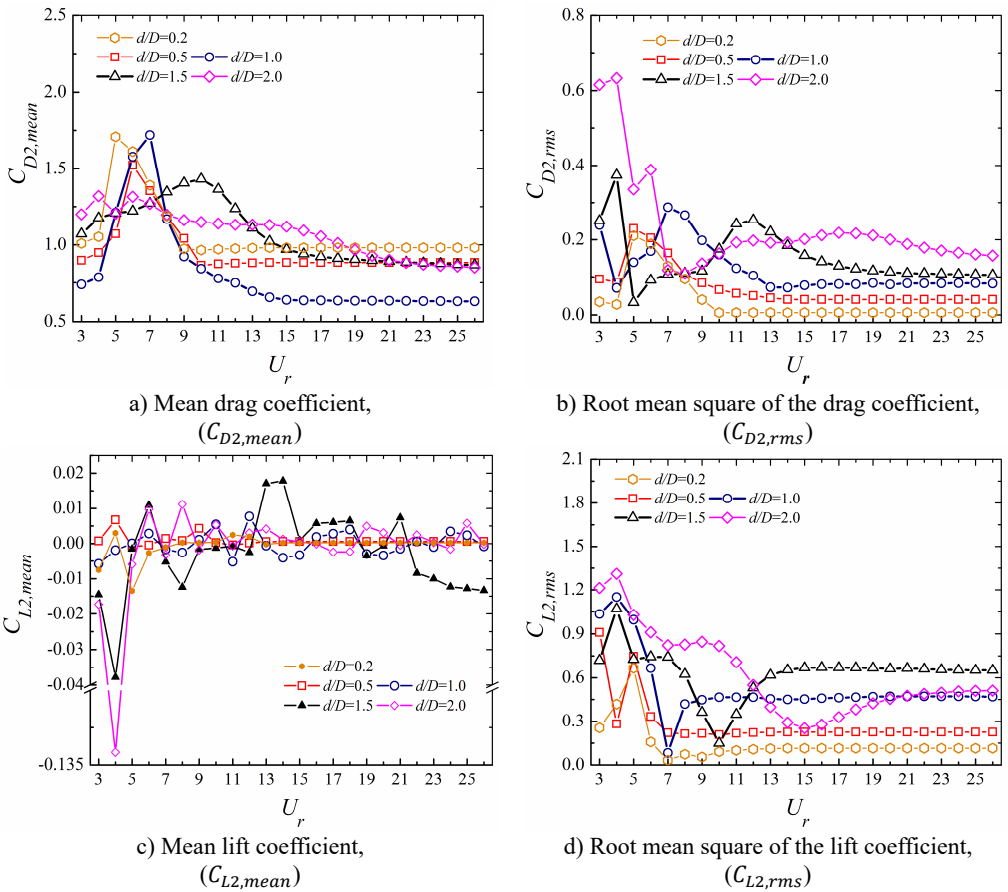 2.5
2.0
1.5
1.0
0.5
C_{D2,mean}
d/D=0.2
d/D=0.5 d/D=1.0
d/D=1.5 d/D=2.0
3 5 7 9 11 13 15 17 19 21 23 25
U_r
a) Mean drag coefficient,
(C_{D2,mean})
0.8
0.6
0.4
0.2
0.0
C_{D2,rms}
d/D=0.2
d/D=0.5 d/D=1.0
d/D=1.5 d/D=2.0
3 5 7 9 11 13 15 17 19 21 23 25
U_r
b) Root mean square of the drag coefficient,
(C_{D2,rms})
0.02
0.01
0.00
-0.01
-0.02
-0.03
-0.04
-0.135
C_{L2,mean}
d/D=0.2
d/D=0.5 d/D=1.0
d/D=1.5 d/D=2.0
3 5 7 9 11 13 15 17 19 21 23 25
U_r
c) Mean lift coefficient,
(C_{L2,mean})
2.1
1.8
1.5
1.2
0.9
0.6
0.3
0.0
C_{L2,rms}
d/D=0.2
d/D=0.5 d/D=1.0
d/D=1.5 d/D=2.0
3 5 7 9 11 13 15 17 19 21 23 25
U_r
d) Root mean square of the lift coefficient,
(C_{L2,rms})